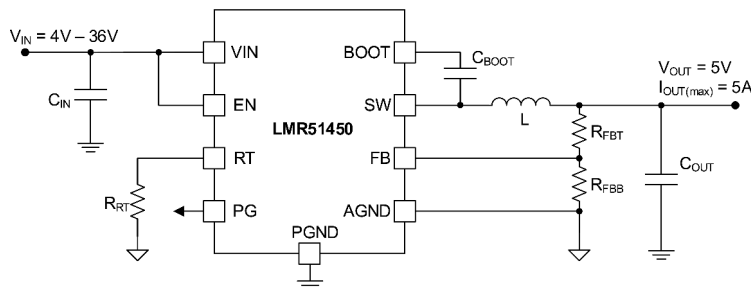 V_IN = 4V – 36V
VIN
BOOT
C_BOOT
V_OUT = 5V
I_OUT(max) = 5A
C_IN
EN
SW
L
LMR51450
R_FBT
RT
FB
C_OUT
R_RT
R_FBB
PG
AGND
PGND